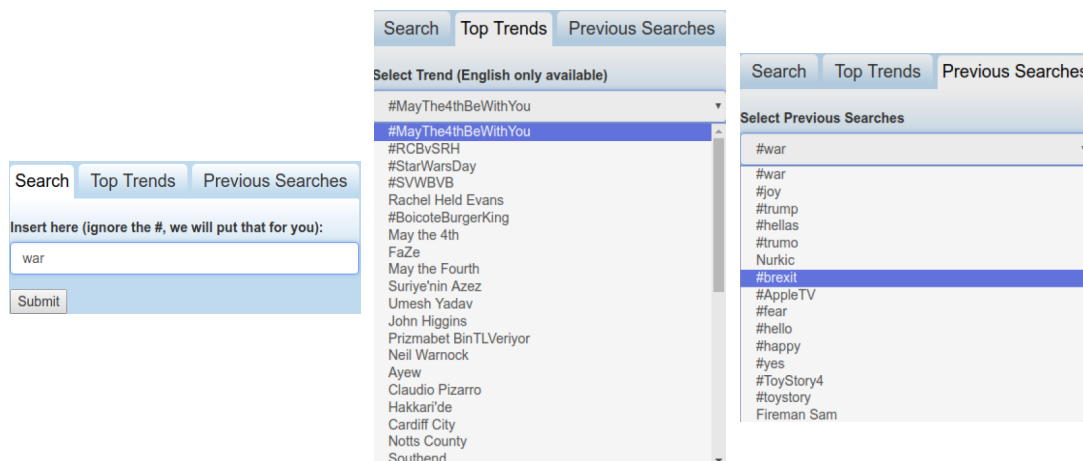 Search Top Trends Previous Searches
Insert here (ignore the #, we will put that for you):
war
Submit
Search Top Trends Previous Searches
Select Trend (English only available)
#MayThe4thBeWithYou
#MayThe4thBeWithYou
#RCBvSRH
#StarWarsDay
#SVWBVB
Rachel Held Evans
#BoicoteBurgerKing
May the 4th
FaZe
May the Fourth
Suriye'nin Azez
Umesh Yadav
John Higgins
Prizmabet BinTLVeriyor
Neil Warnock
Ayew
Claudio Pizarro
Hakkari'de
Cardiff City
Notts County
Southend
Search Top Trends Previous Searches
Select Previous Searches
#war
#war
#joy
#trump
#hellas
#trumo
Nurkic
#brexit
#AppleTV
#fear
#hello
#happy
#yes
#ToyStory4
#toystory
Fireman Sam